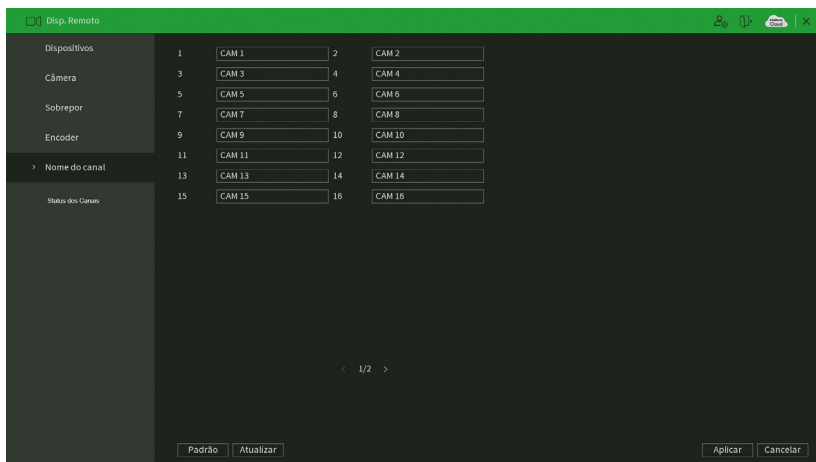 Disp. Remoto
Dispositivos
Câmera
Sobrepor
Encoder
> Nome do canal
Status dos Canais
1 CAM 1 2 CAM 2
3 CAM 3 4 CAM 4
5 CAM 5 6 CAM 6
7 CAM 7 8 CAM 8
9 CAM 9 10 CAM 10
11 CAM 11 12 CAM 12
13 CAM 13 14 CAM 14
15 CAM 15 16 CAM 16
< 1/2 >
Padrão Atualizar Aplicar Cancelar